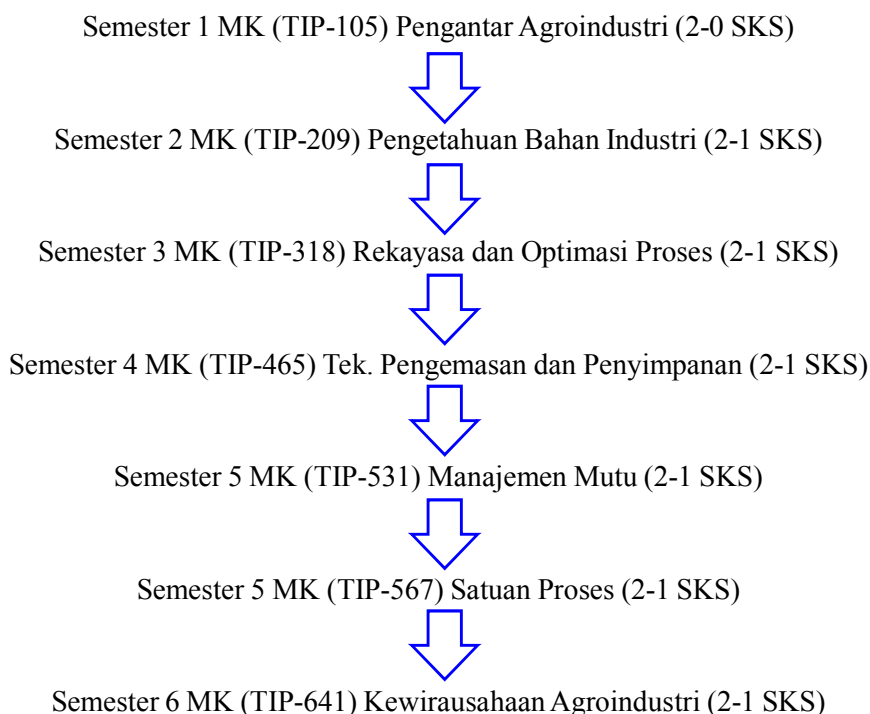 Semester 1 MK (TIP-105) Pengantar Agroindustri (2-0 SKS)
Semester 2 MK (TIP-209) Pengetahuan Bahan Industri (2-1 SKS)
Semester 3 MK (TIP-318) Rekayasa dan Optimasi Proses (2-1 SKS)
Semester 4 MK (TIP-465) Tek. Pengemasan dan Penyimpanan (2-1 SKS)
Semester 5 MK (TIP-531) Manajemen Mutu (2-1 SKS)
Semester 5 MK (TIP-567) Satuan Proses (2-1 SKS)
Semester 6 MK (TIP-641) Kewirausahaan Agroindustri (2-1 SKS)